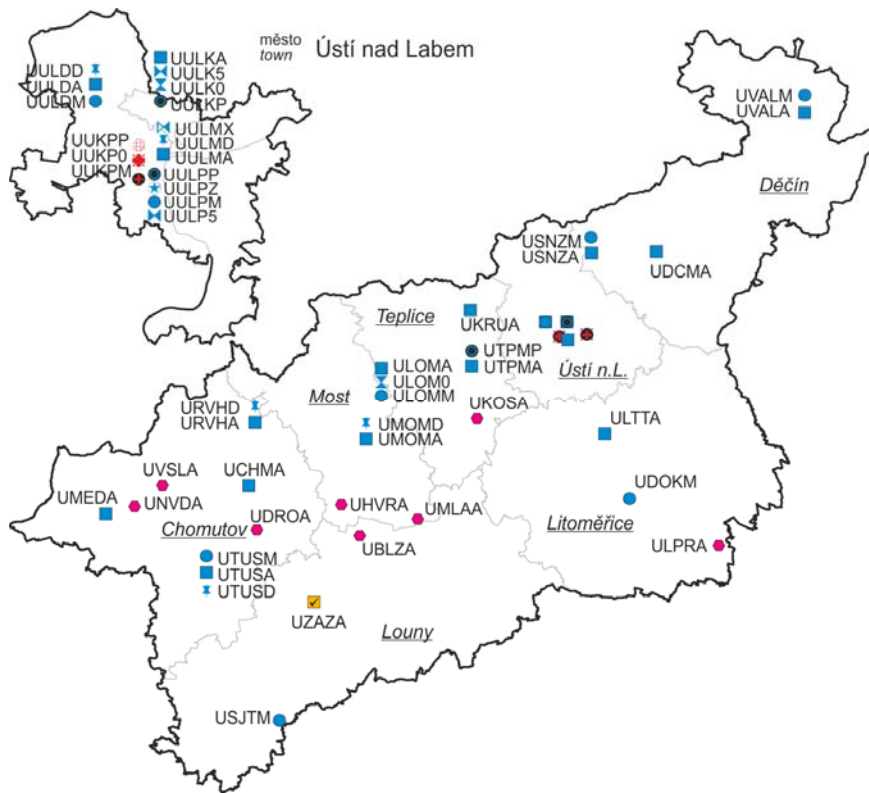 město
town
Ústí nad Labem
UULDD
UULDA
UULDM
UULKA
UULK5
UULK0
UULKP
UULMX
UULMD
UULMA
UUKPP
UUKP0
UUKPM
UULPP
UULPZ
UULPM
UULP5
UVALM
UVALA
Děčín
USNZM
USNZA
UDCMA
Teplice
UKRUA
UTPMP
UTPMA
Ústí n.L.
ULOMA
ULOM0
ULOMM
Most
URVHD
URVHA
UMOMD
UMOMA
UKOSA
ULTTA
UVSLA
UCHMA
UMEDA
UNVDA
UHVRA
UMLAA
UDOKM
Chomutov
UDROA
UBLZA
Litoměřice
ULPRA
UTUSM
UTUSA
UTUSD
UZAZA
Louny
USJTM